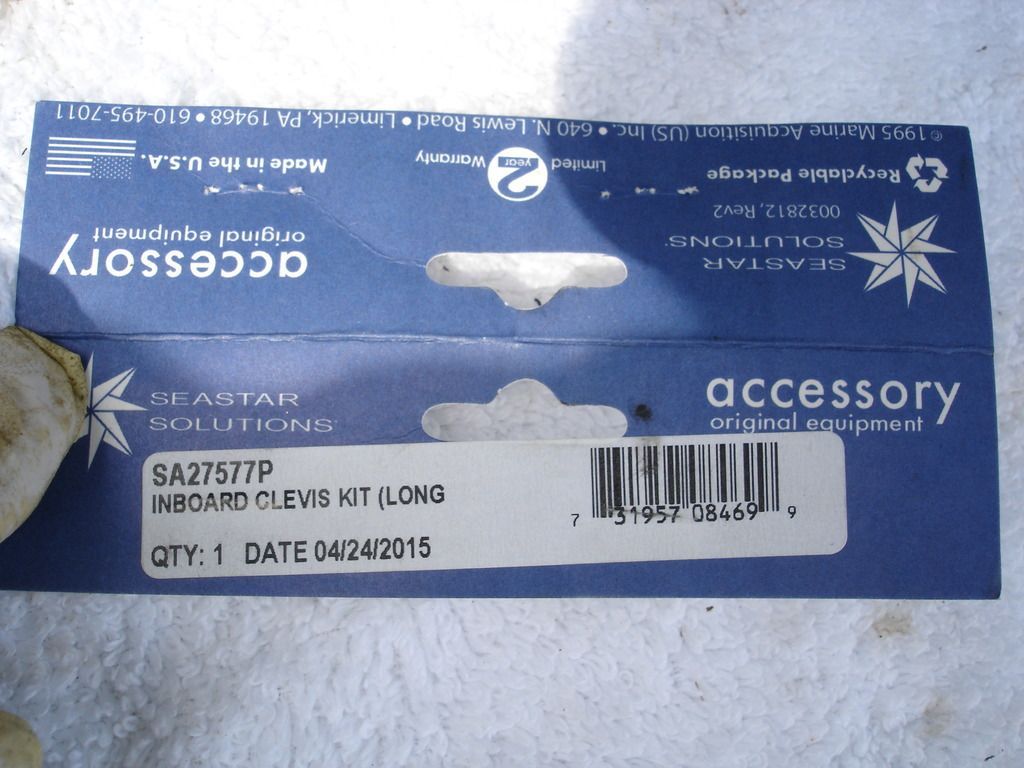 © 1995 Marine Acquisition (US) Inc. • 640 N. Lewis Road • Limerick, PA 19468 • 610-495-7011
Recyclable Package
2 year
Limited Warranty
Made in the U.S.A.
0032812, Rev2
SEASTAR
SOLUTIONS
accessory
original equipment
SEASTAR
SOLUTIONS
accessory
original equipment
SA27577P
INBOARD CLEVIS KIT (LONG
QTY: 1 DATE 04/24/2015
7 31957 08469 9